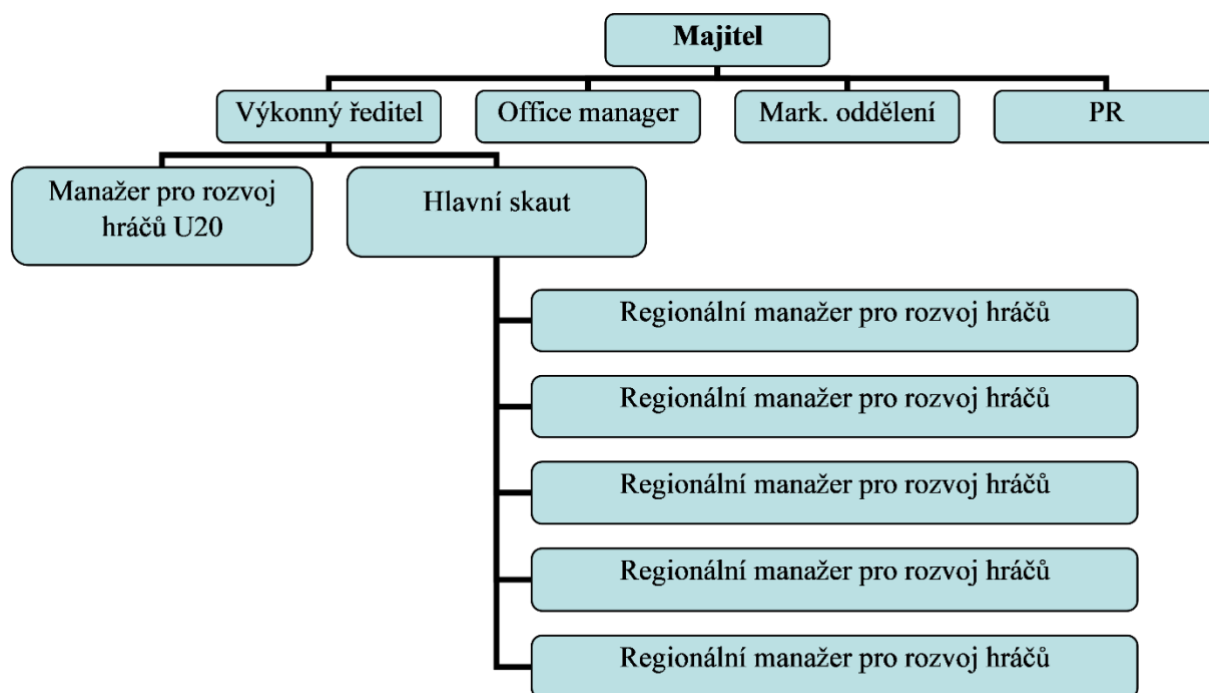 Majitel
Výkonný ředitel
Office manager
Mark. oddělení
PR
Manažer pro rozvoj
hráčů U20
Hlavní skaut
Regionální manažer pro rozvoj hráčů
Regionální manažer pro rozvoj hráčů
Regionální manažer pro rozvoj hráčů
Regionální manažer pro rozvoj hráčů
Regionální manažer pro rozvoj hráčů